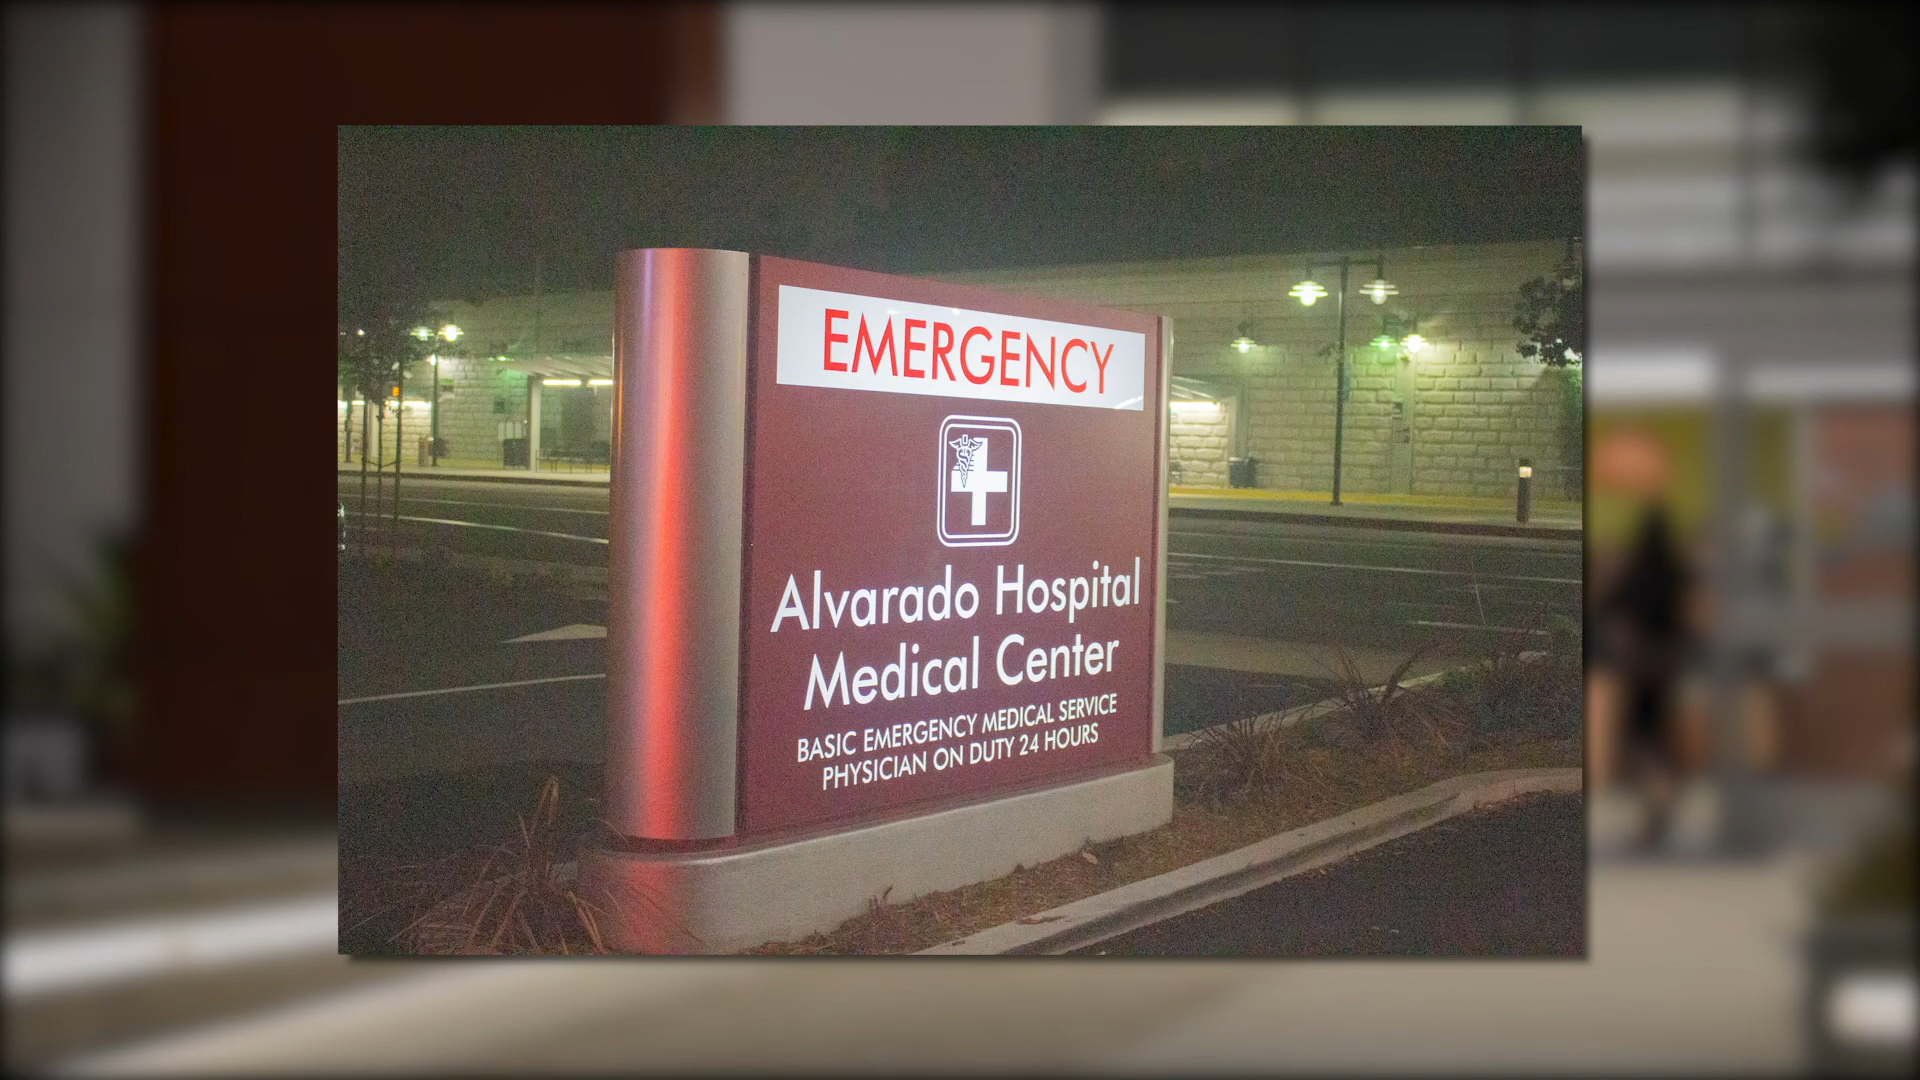 EMERGENCY
Alvarado Hospital
Medical Center
BASIC EMERGENCY MEDICAL SERVICE
PHYSICIAN ON DUTY 24 HOURS